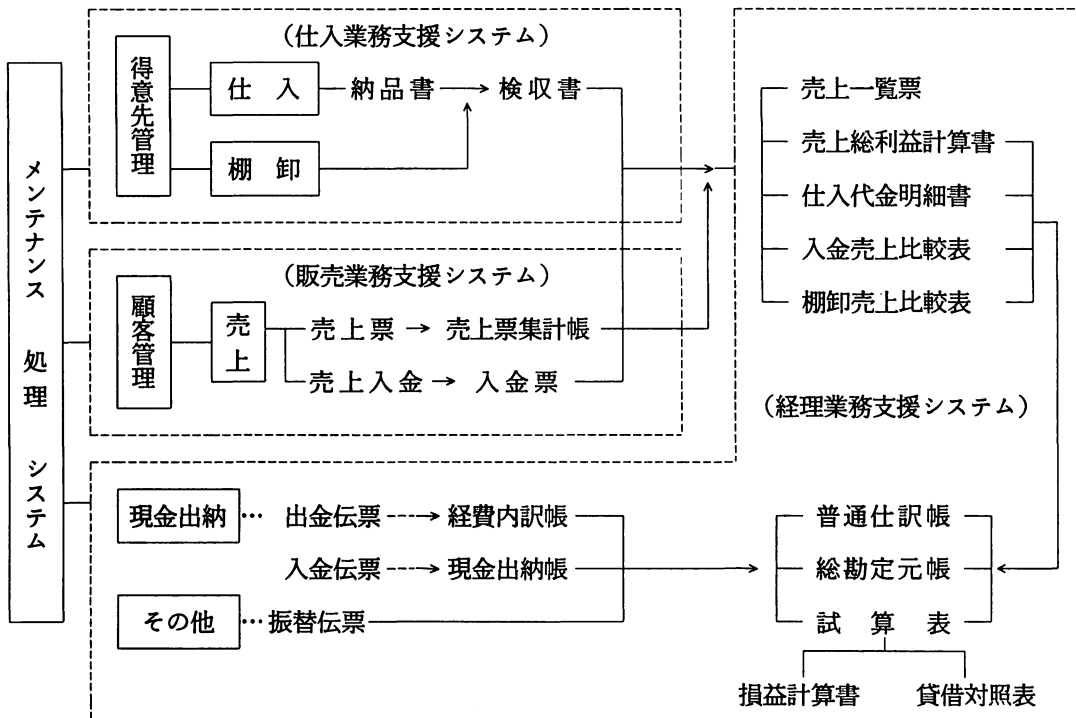 メンテナンス 処理 システム
(仕入業務支援システム)
得意先管理
仕入
納品書
検収書
棚卸
(販売業務支援システム)
顧客管理
売上
売上票
売上票集計帳
売上入金
入金票
売上一覧票
売上総利益計算書
仕入代金明細書
入金売上比較表
棚卸売上比較表
(経理業務支援システム)
現金出納…
出金伝票
経費内訳帳
入金伝票
現金出納帳
その他…
振替伝票
普通仕訳帳
総勘定元帳
試算表
損益計算書
貸借対照表